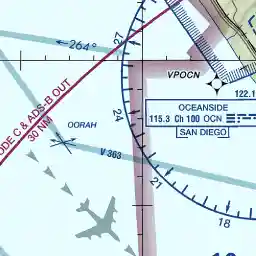 27
264°
VPOCN
122.1
OCEANSIDE
115.3 Ch 100 OCN
24
SAN DIEGO
OORAH
MODE C & ADS-B OUT
30 NM
V 363
21
18